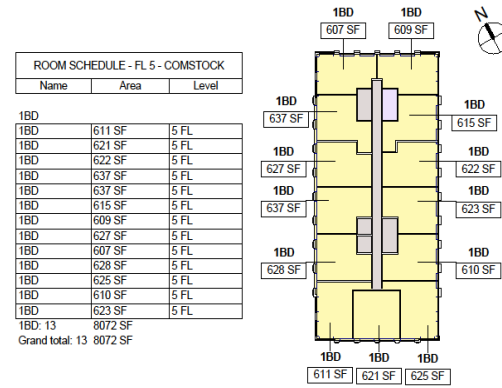 ROOM SCHEDULE - FL 5 - COMSTOCK
Name Area Level
1BD
1BD 611 SF 5 FL
1BD 621 SF 5 FL
1BD 622 SF 5 FL
1BD 637 SF 5 FL
1BD 637 SF 5 FL
1BD 615 SF 5 FL
1BD 609 SF 5 FL
1BD 627 SF 5 FL
1BD 607 SF 5 FL
1BD 628 SF 5 FL
1BD 625 SF 5 FL
1BD 610 SF 5 FL
1BD 623 SF 5 FL
1BD: 13 8072 SF
Grand total: 13 8072 SF
1BD 1BD
607 SF 609 SF
N
1BD 1BD
637 SF 615 SF
1BD 1BD
627 SF 622 SF
1BD 1BD
637 SF 623 SF
1BD 1BD
628 SF 610 SF
1BD 1BD 1BD
611 SF 621 SF 625 SF